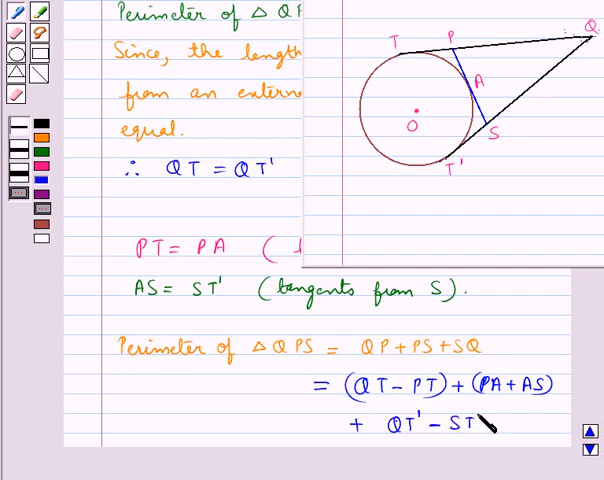 Perimeter of △ QP
Since, the length
from an extern
equal.
∴ QT = QT'
PT = PA (
AS = ST' (tangents from S).
Perimeter of △ QPS = QP + PS + SQ
= (QT - PT) + (PA + AS)
+ QT' - ST
T
P
Q
A
S
O
T'